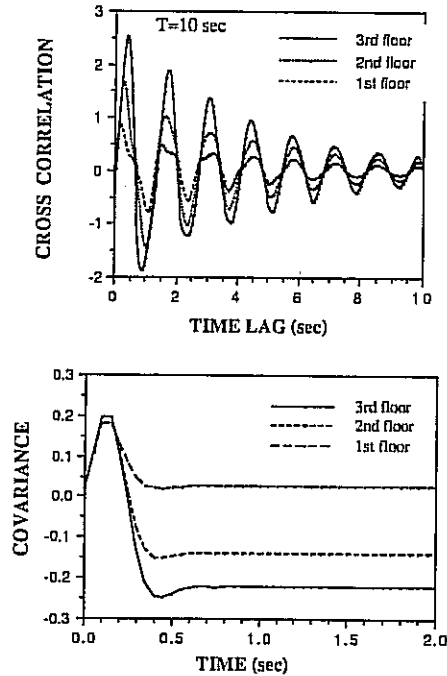 T=10 sec
3rd floor
2nd floor
1st floor
CROSS CORRELATION
3
2
1
0
-1
-2
0 2 4 6 8 10
TIME LAG (sec)
3rd floor
2nd floor
1st floor
COVARIANCE
0.3
0.2
0.1
0.0
-0.1
-0.2
-0.3
0.0 0.5 1.0 1.5 2.0
TIME (sec)